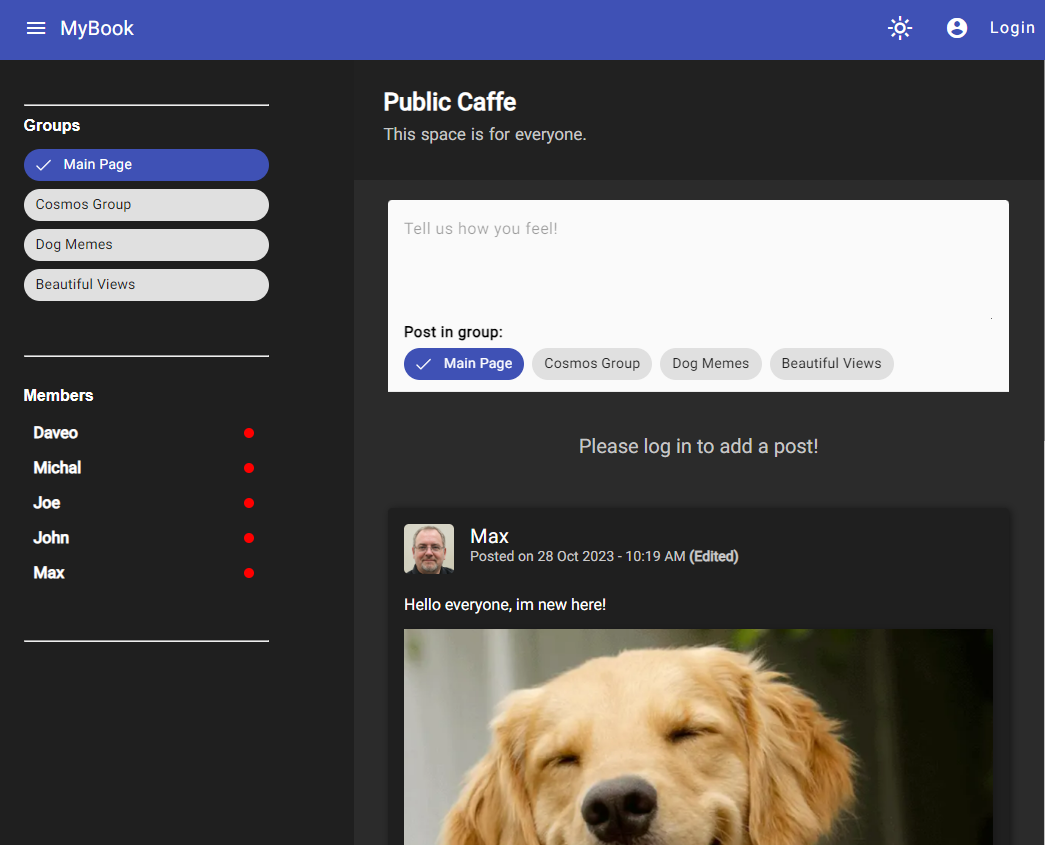 MyBook
Login
Groups
Main Page
Cosmos Group
Dog Memes
Beautiful Views
Members
Daveo
Michal
Joe
John
Max
Public Caffe
This space is for everyone.
Tell us how you feel!
Post in group:
Main Page Cosmos Group Dog Memes Beautiful Views
Please log in to add a post!
Max
Posted on 28 Oct 2023 - 10:19 AM (Edited)
Hello everyone, im new here!